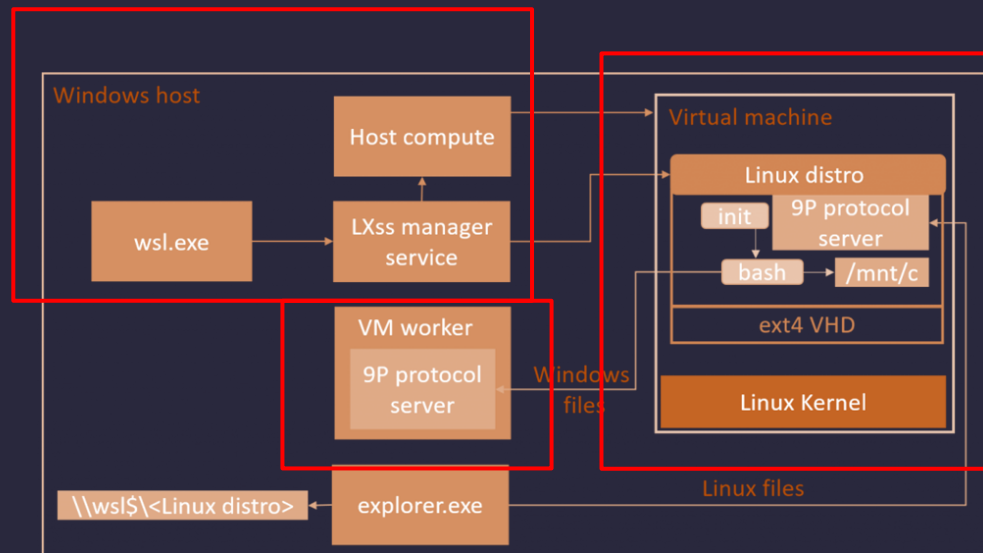 Windows host
Host compute
wsl.exe
LXss manager
service
VM worker
9P protocol
server
Windows
files
\\wsl$\<Linux distro>
explorer.exe
Linux files
Virtual machine
Linux distro
init
9P protocol
server
bash
/mnt/c
ext4 VHD
Linux Kernel